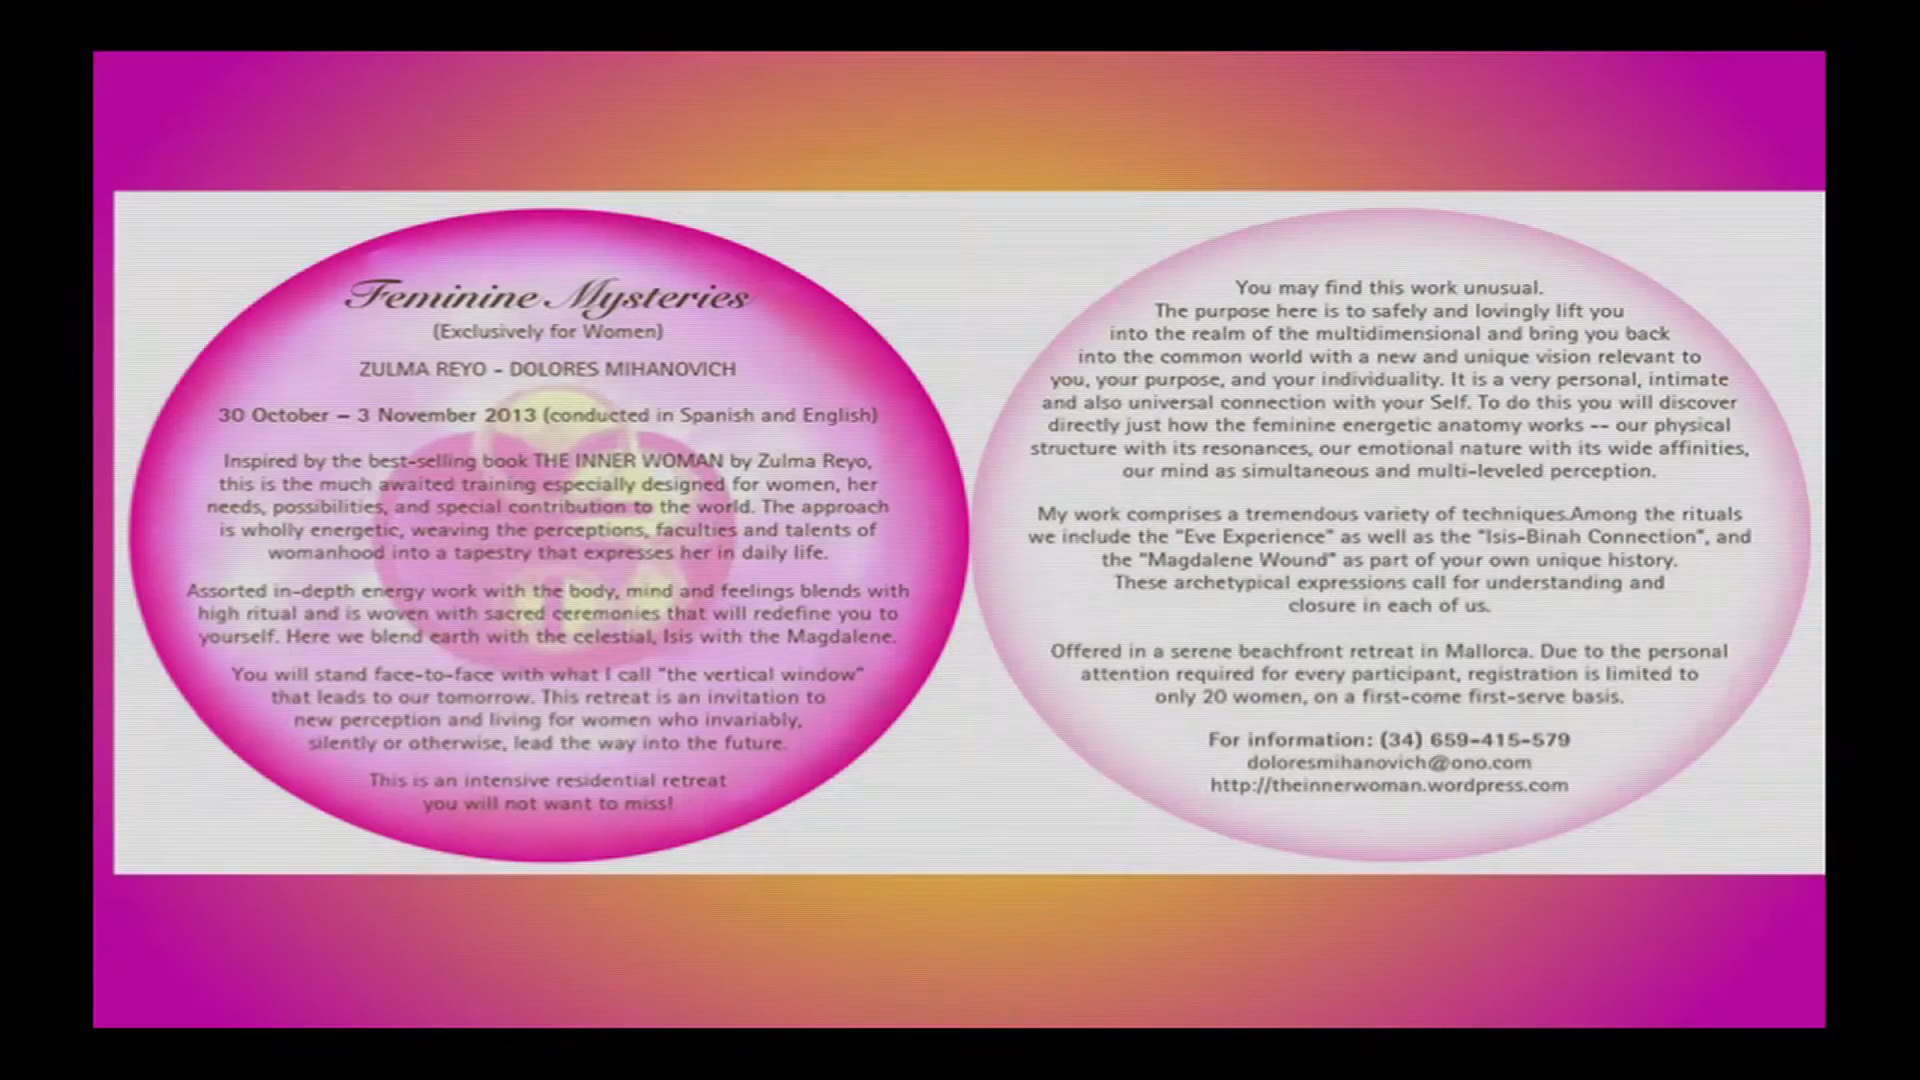 Feminine Mysteries
(Exclusively for Women)
ZULMA REYO - DOLORES MIHANOVICH
30 October – 3 November 2013 (conducted in Spanish and English)
Inspired by the best-selling book THE INNER WOMAN by Zulma Reyo,
this is the much awaited training especially designed for women, her
needs, possibilities, and special contribution to the world. The approach
is wholly energetic, weaving the perceptions, faculties and talents of
womanhood into a tapestry that expresses her in daily life.
Assorted in-depth energy work with the body, mind and feelings blends with
high ritual and is woven with sacred ceremonies that will redefine you to
yourself. Here we blend earth with the celestial, Isis with the Magdalene.
You will stand face-to-face with what I call "the vertical window"
that leads to our tomorrow. This retreat is an invitation to
new perception and living for women who invariably,
silently or otherwise, lead the way into the future.
This is an intensive residential retreat
you will not want to miss!
You may find this work unusual.
The purpose here is to safely and lovingly lift you
into the realm of the multidimensional and bring you back
into the common world with a new and unique vision relevant to
you, your purpose, and your individuality. It is a very personal, intimate
and also universal connection with your Self. To do this you will discover
directly just how the feminine energetic anatomy works -- our physical
structure with its resonances, our emotional nature with its wide affinities,
our mind as simultaneous and multi-leveled perception.
My work comprises a tremendous variety of techniques.Among the rituals
we include the "Eve Experience" as well as the "Isis-Binah Connection", and
the "Magdalene Wound" as part of your own unique history.
These archetypical expressions call for understanding and
closure in each of us.
Offered in a serene beachfront retreat in Mallorca. Due to the personal
attention required for every participant, registration is limited to
only 20 women, on a first-come first-serve basis.
For information: (34) 659-415-579
doloresmihanovich@ono.com
http://theinnerwoman.wordpress.com